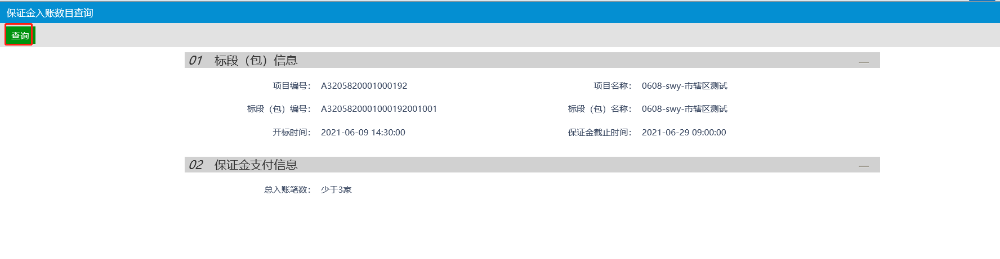 保证金入账数目查询
查询
01 标段（包）信息
项目编号： A3205820001000192 项目名称： 0608-swy-市辖区测试
标段（包）编号： A3205820001000192001001 标段（包）名称： 0608-swy-市辖区测试
开标时间： 2021-06-09 14:30:00 保证金截止时间： 2021-06-29 09:00:00
02 保证金支付信息
总入账笔数： 少于3家